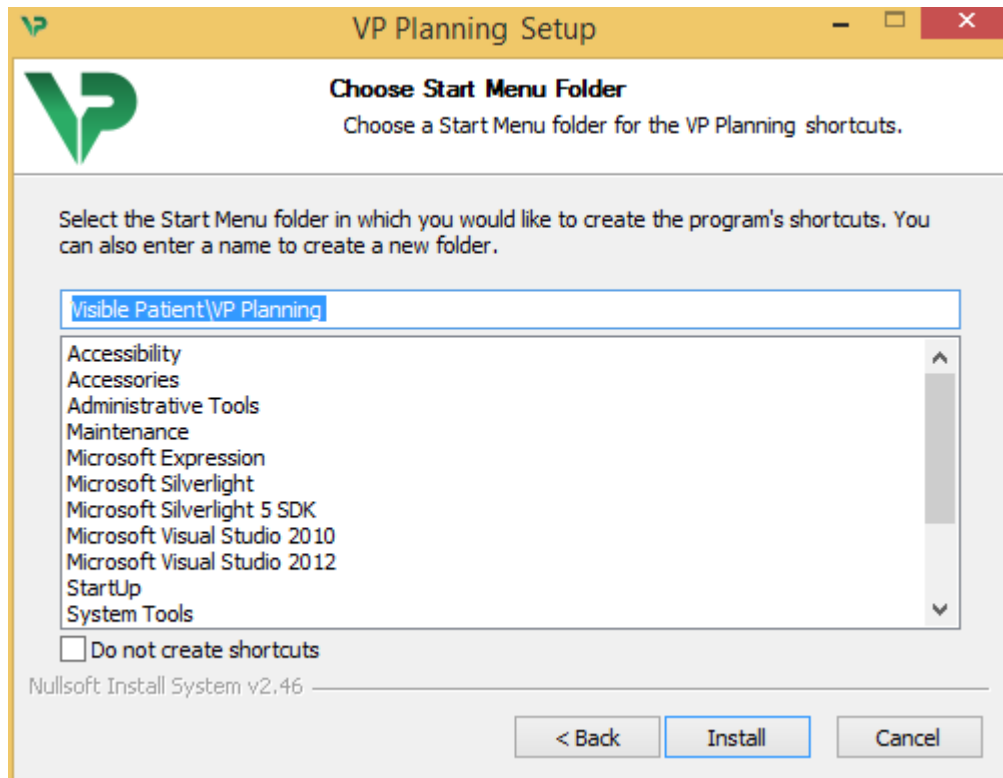 VP Planning Setup
Choose Start Menu Folder
Choose a Start Menu folder for the VP Planning shortcuts.
Select the Start Menu folder in which you would like to create the program's shortcuts. You
can also enter a name to create a new folder.
Visible Patient\VP Planning
Accessibility
Accessories
Administrative Tools
Maintenance
Microsoft Expression
Microsoft Silverlight
Microsoft Silverlight 5 SDK
Microsoft Visual Studio 2010
Microsoft Visual Studio 2012
StartUp
System Tools
Do not create shortcuts
Nullsoft Install System v2.46
< Back Install Cancel